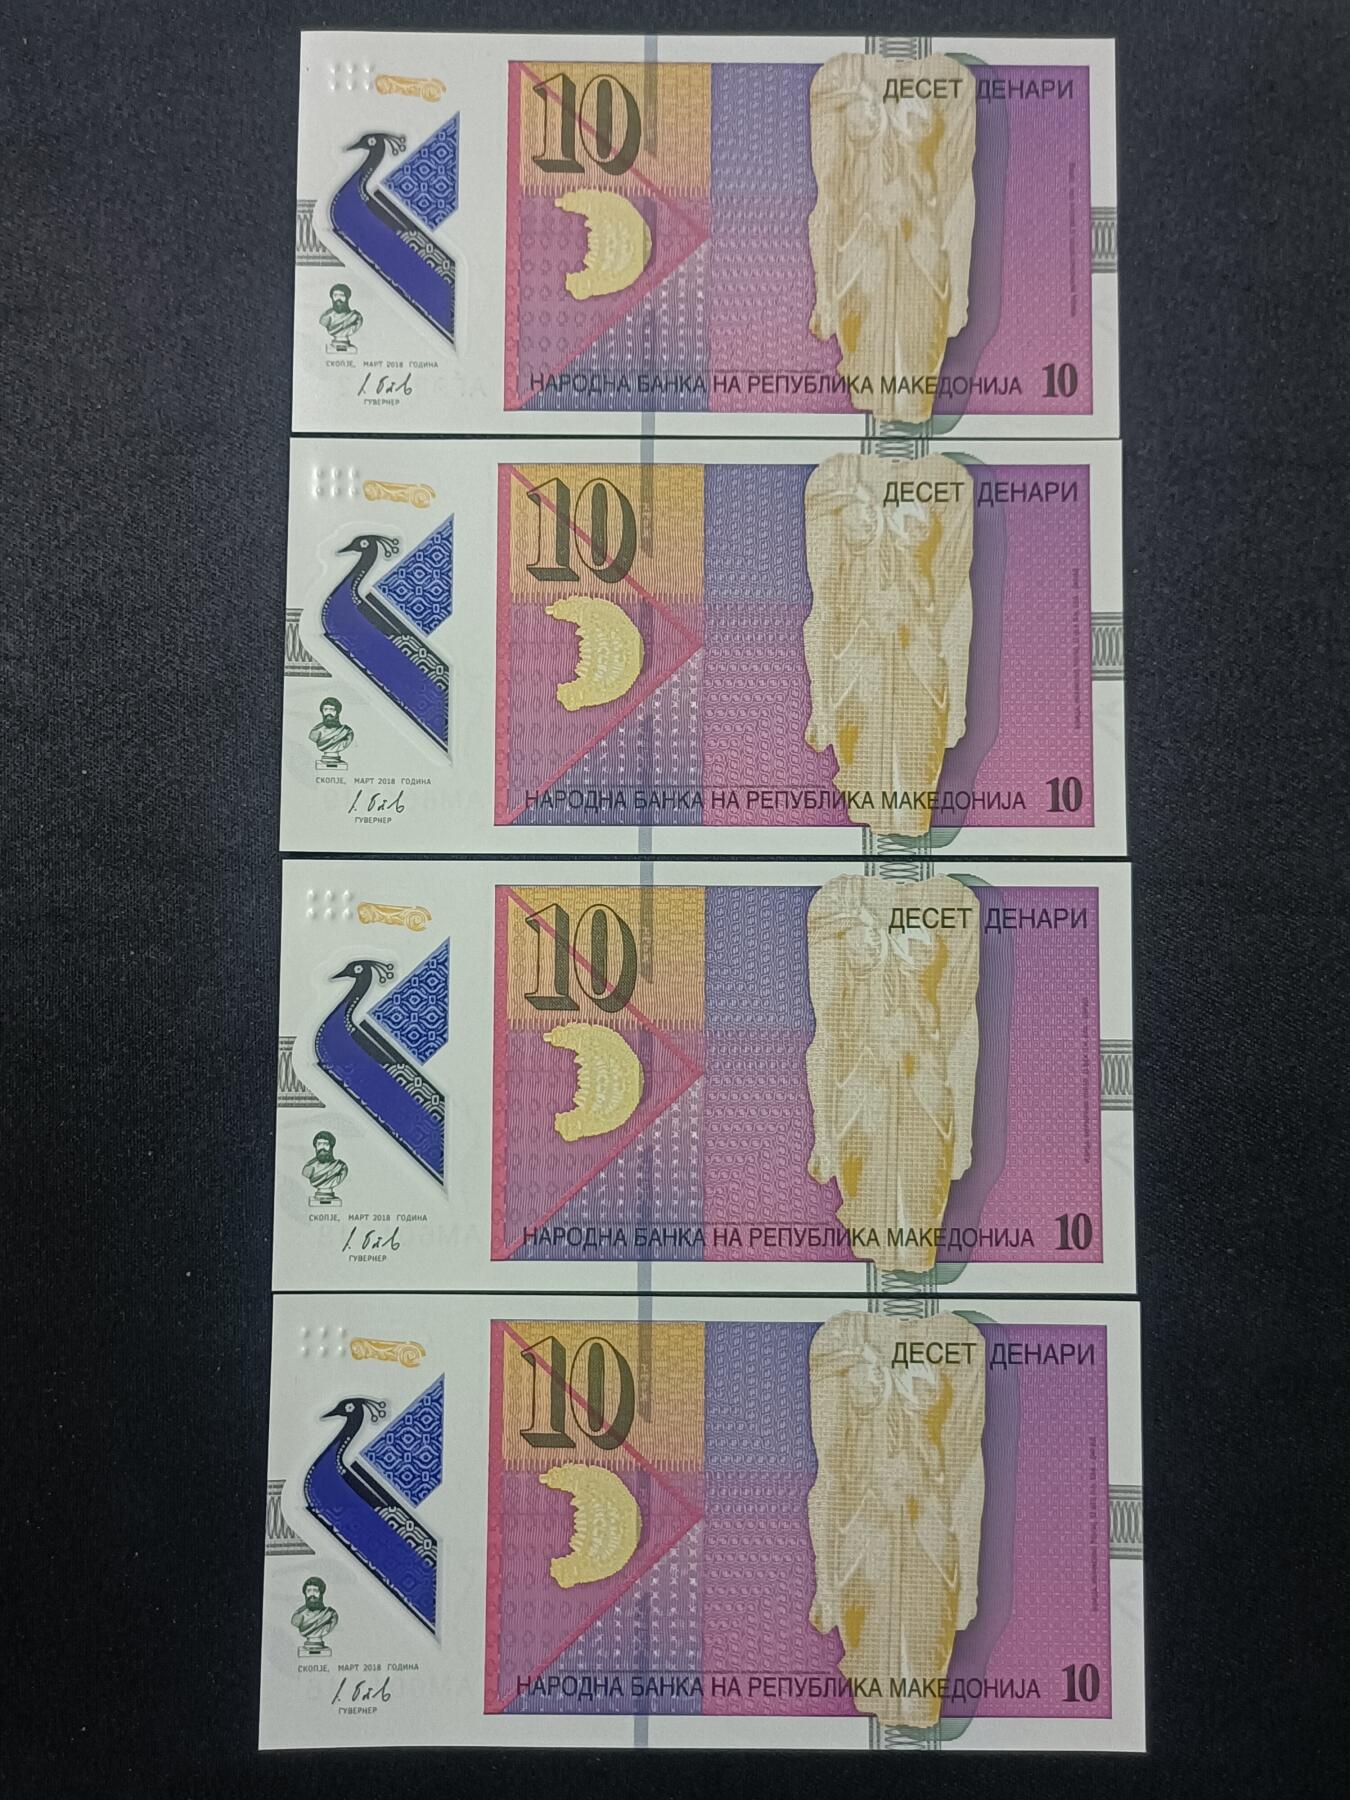 10
ДЕСЕТ ДЕНАРИ
СКОПЈЕ, МАРТ 2018 ГОДИНА
ГУВЕРНЕР
НАРОДНА БАНКА НА РЕПУБЛИКА МАКЕДОНИЈА 10
10
ДЕСЕТ ДЕНАРИ
СКОПЈЕ, МАРТ 2018 ГОДИНА
ГУВЕРНЕР
НАРОДНА БАНКА НА РЕПУБЛИКА МАКЕДОНИЈА 10
10
ДЕСЕТ ДЕНАРИ
СКОПЈЕ, МАРТ 2018 ГОДИНА
ГУВЕРНЕР
НАРОДНА БАНКА НА РЕПУБЛИКА МАКЕДОНИЈА 10
10
ДЕСЕТ ДЕНАРИ
СКОПЈЕ, МАРТ 2018 ГОДИНА
ГУВЕРНЕР
НАРОДНА БАНКА НА РЕПУБЛИКА МАКЕДОНИЈА 10